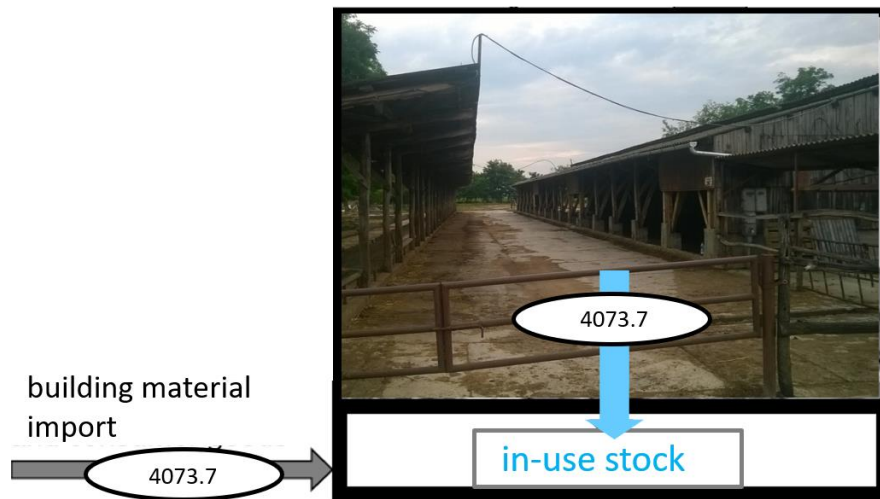 4073.7
building material
import
4073.7
in-use stock